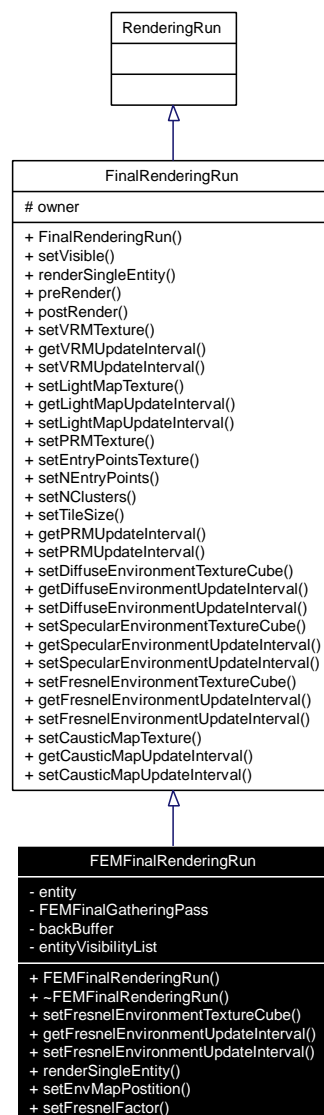 RenderingRun
FinalRenderingRun
# owner
+ FinalRenderingRun()
+ setVisible()
+ renderSingleEntity()
+ preRender()
+ postRender()
+ setVRMTexture()
+ getVRMUpdateInterval()
+ setVRMUpdateInterval()
+ setLightMapTexture()
+ getLightMapUpdateInterval()
+ setLightMapUpdateInterval()
+ setPRMTexture()
+ setEntryPointsTexture()
+ setNEntryPoints()
+ setNClusters()
+ setTileSize()
+ getPRMUpdateInterval()
+ setPRMUpdateInterval()
+ setDiffuseEnvironmentTextureCube()
+ getDiffuseEnvironmentUpdateInterval()
+ setDiffuseEnvironmentUpdateInterval()
+ setSpecularEnvironmentTextureCube()
+ getSpecularEnvironmentUpdateInterval()
+ setSpecularEnvironmentUpdateInterval()
+ setFresnelEnvironmentTextureCube()
+ getFresnelEnvironmentUpdateInterval()
+ setFresnelEnvironmentUpdateInterval()
+ setCausticMapTexture()
+ getCausticMapUpdateInterval()
+ setCausticMapUpdateInterval()
FEMFinalRenderingRun
- entity
- FEMFinalGatheringPass
- backBuffer
- entityVisibilityList
+ FEMFinalRenderingRun()
+ ~FEMFinalRenderingRun()
+ setFresnelEnvironmentTextureCube()
+ getFresnelEnvironmentUpdateInterval()
+ setFresnelEnvironmentUpdateInterval()
+ renderSingleEntity()
+ setEnvMapPostition()
+ setFresnelFactor()